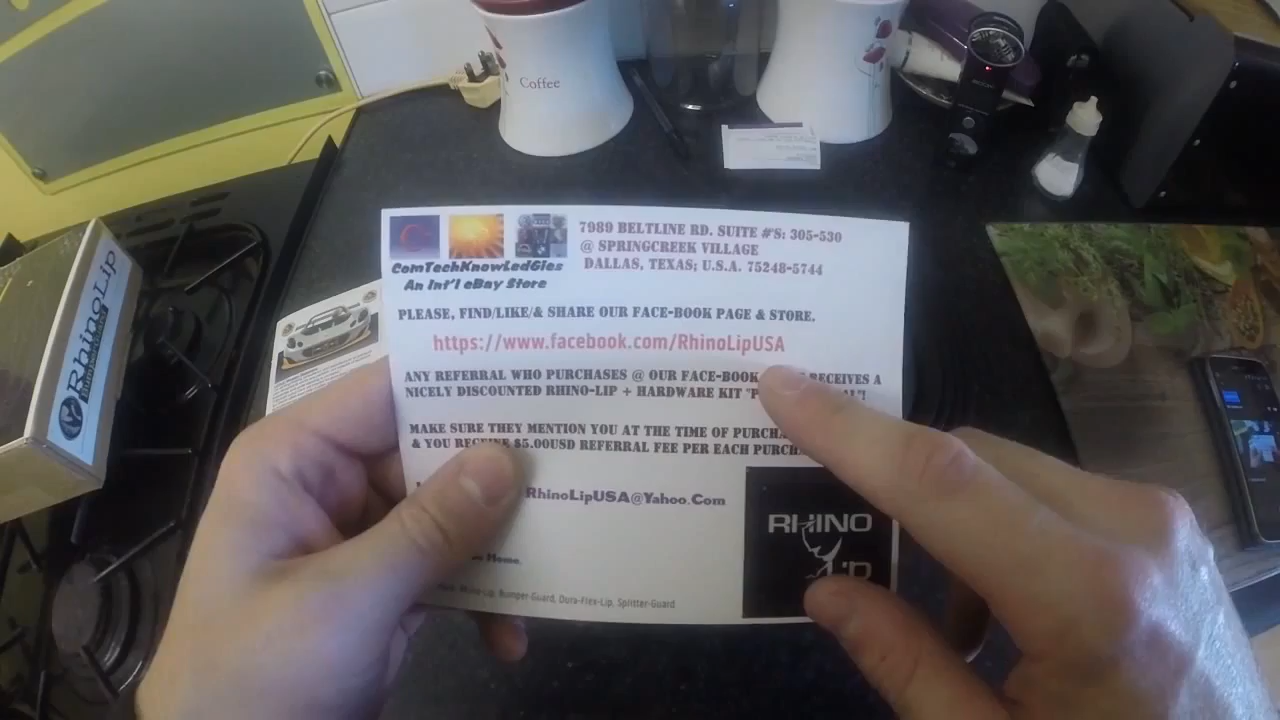 Coffee
RhinoLip
7989 BELTLINE RD. SUITE #'S: 305-530
@ SPRINGCREEK VILLAGE
DALLAS, TEXAS; U.S.A. 75248-5744
ComTechKnowLedGies
An Int'l eBay Store
PLEASE, FIND/LIKE/& SHARE OUR FACE-BOOK PAGE & STORE.
https://www.facebook.com/RhinoLipUSA
ANY REFERRAL WHO PURCHASES @ OUR FACE-BOOK RECEIVES A
NICELY DISCOUNTED RHINO-LIP + HARDWARE KIT
MAKE SURE THEY MENTION YOU AT THE TIME OF
& YOU RECEIVE $5.00USD REFERRAL FEE PER EACH
RhinoLipUSA@Yahoo.Com
RHINO
LIP
Home.
Rhino-Lip, Bumper-Guard, Dura-Flex-Lip, Splitter-Guard